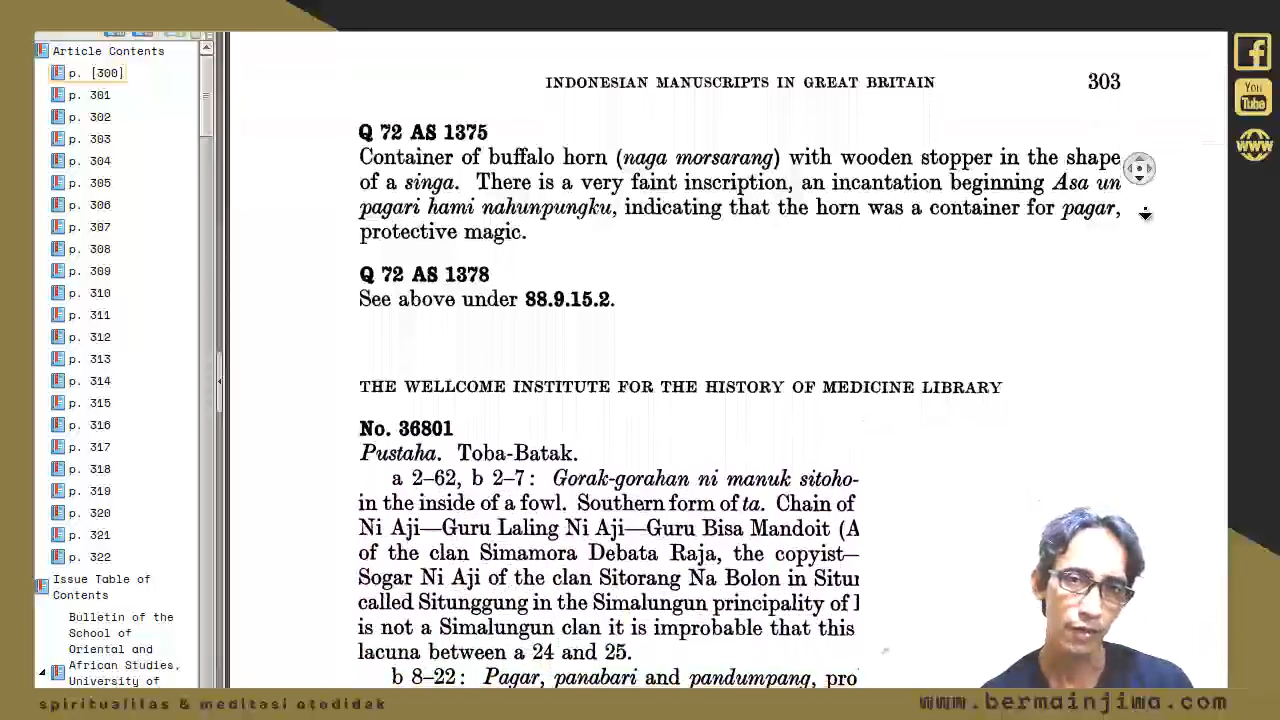 Article Contents
p. [300]
p. 301
p. 302
p. 303
p. 304
p. 305
p. 306
p. 307
p. 308
p. 309
p. 310
p. 311
p. 312
p. 313
p. 314
p. 315
p. 316
p. 317
p. 318
p. 319
p. 320
p. 321
p. 322
Issue Table of
Contents
Bulletin of the
School of
Oriental and
African Studies,
University of
INDONESIAN MANUSCRIPTS IN GREAT BRITAIN 303
Q 72 AS 1375
Container of buffalo horn (naga morsarang) with wooden stopper in the shape
of a singa. There is a very faint inscription, an incantation beginning Asa un
pagari hami nahunpungku, indicating that the horn was a container for pagar,
protective magic.
Q 72 AS 1378
See above under 88.9.15.2.
THE WELLCOME INSTITUTE FOR THE HISTORY OF MEDICINE LIBRARY
No. 36801
Pustaha. Toba-Batak.
a 2–62, b 2–7: Gorak-gorahan ni manuk sitoho-
in the inside of a fowl. Southern form of ta. Chain of
Ni Aji—Guru Laling Ni Aji—Guru Bisa Mandoit (A
of the clan Simamora Debata Raja, the copyist—
Sogar Ni Aji of the clan Sitorang Na Bolon in Situr
called Situnggung in the Simalungun principality of
is not a Simalungun clan it is improbable that this
lacuna between a 24 and 25.
b 8–22: Pagar, panabari and pandumpang, pro
f
You
Tube
WWW
spiritualitas & meditasi otodidak
www.bermainjiwa.com